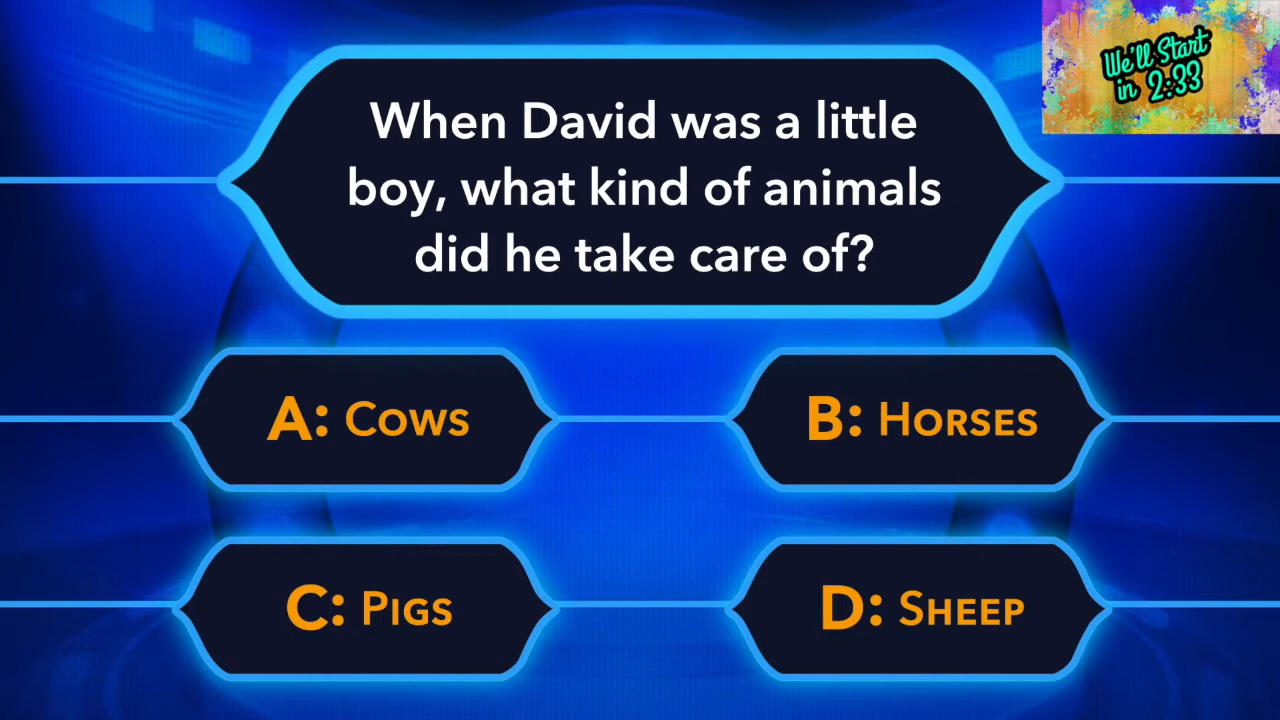 We'll Start
in 2:33
When David was a little
boy, what kind of animals
did he take care of?
A: Cows
B: Horses
C: Pigs
D: Sheep